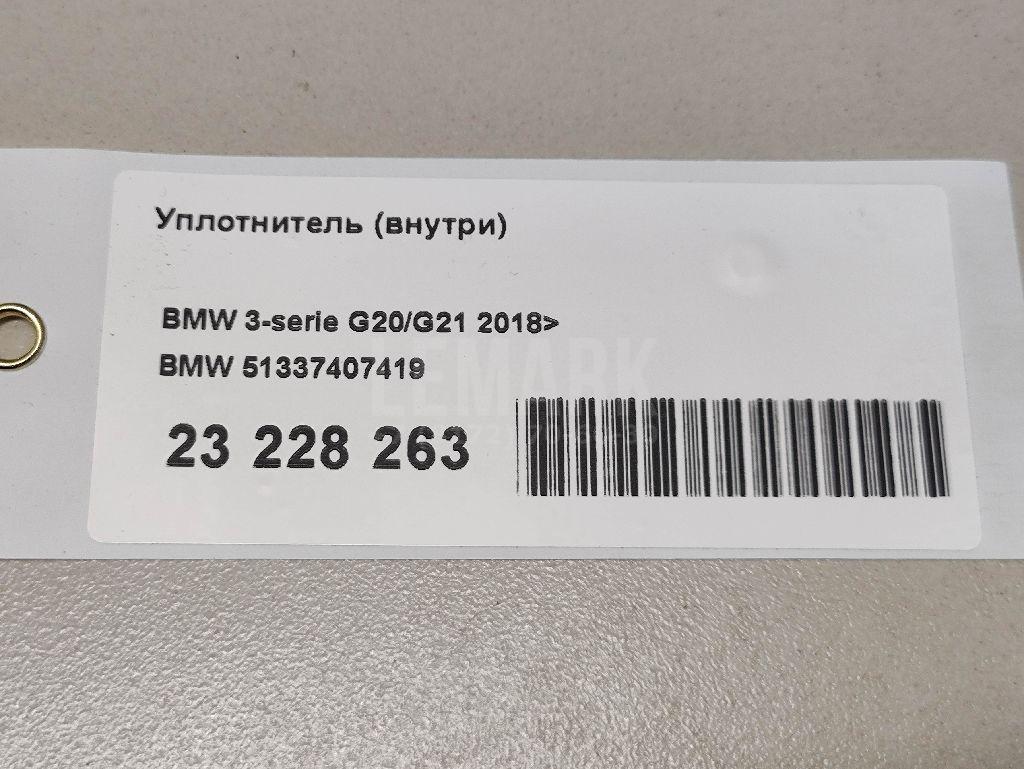 Уплотнитель (внутри)
BMW 3-serie G20/G21 2018>
BMW 51337407419
LEMARK
23 228 263